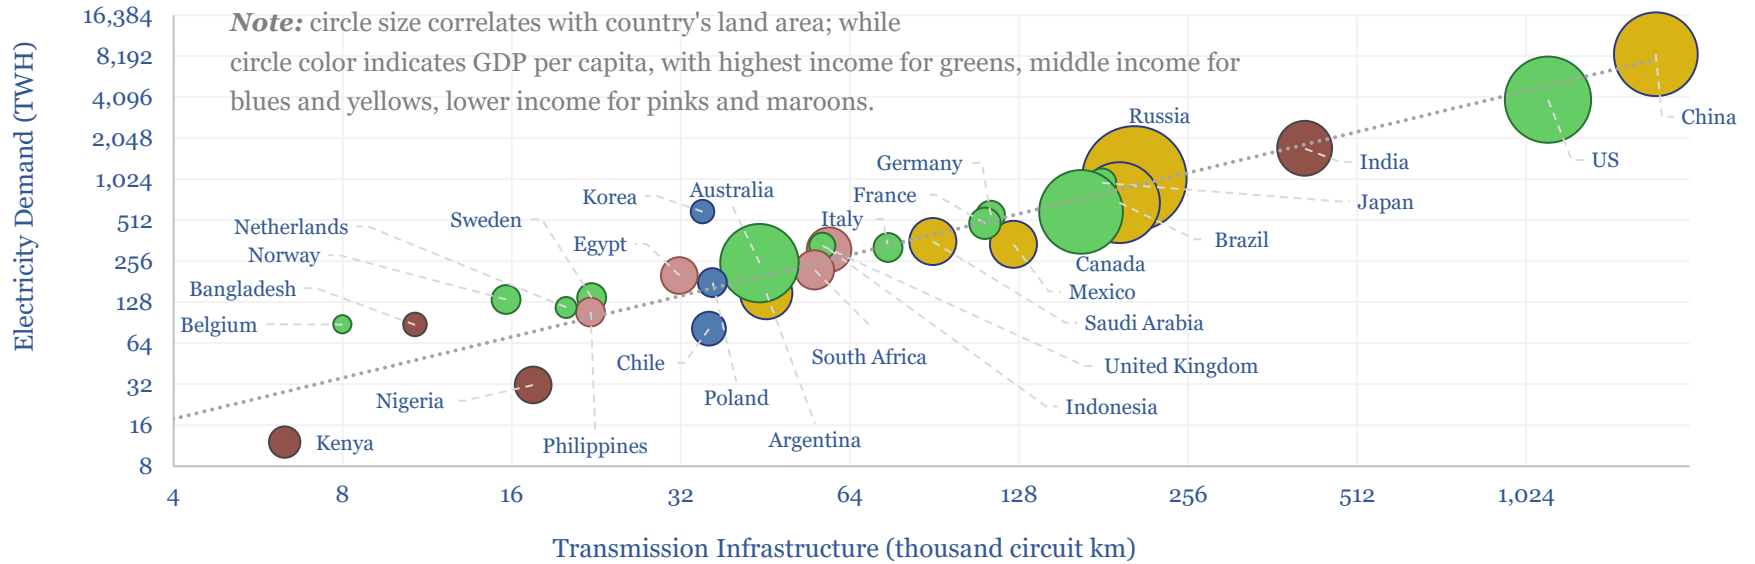 Note: circle size correlates with country's land area; while
circle color indicates GDP per capita, with highest income for greens, middle income for
blues and yellows, lower income for pinks and maroons.
Electricity Demand (TWH)
16,384
8,192
4,096
2,048
1,024
512
256
128
64
32
16
8
Russia
China
Germany
India
US
Korea
Australia
France
Japan
Netherlands
Sweden
Italy
Norway
Egypt
Brazil
Canada
Bangladesh
Mexico
Belgium
Saudi Arabia
Chile
South Africa
United Kingdom
Nigeria
Poland
Indonesia
Kenya
Philippines
Argentina
4
8
16
32
64
128
256
512
1,024
Transmission Infrastructure (thousand circuit km)